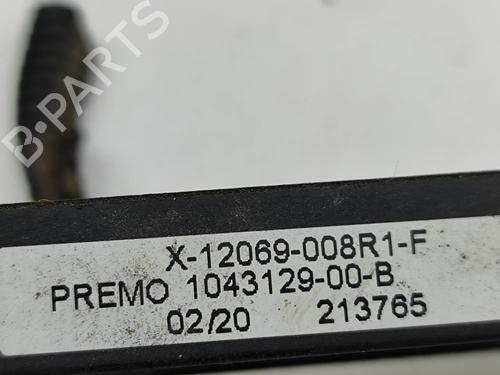 B-PARTS
X-12069-008R1-F
PREMO 1043129-00-B
02/20 213765